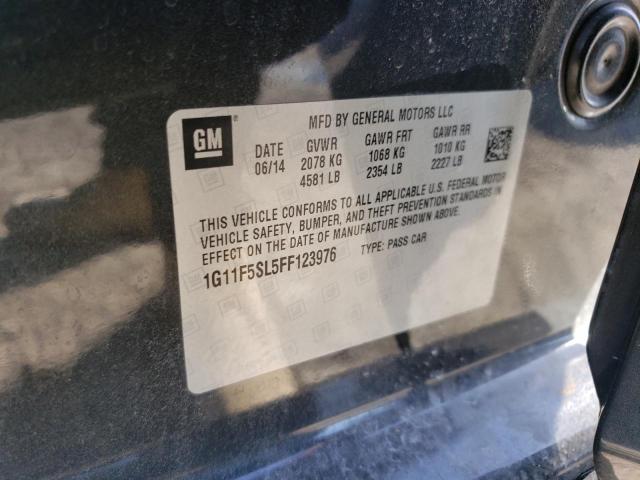 MFD BY GENERAL MOTORS LLC
GM
DATE GVWR GAWR FRT GAWR RR
06/14 2078 KG 1068 KG 1010 KG
4581 LB 2354 LB 2227 LB
THIS VEHICLE CONFORMS TO ALL APPLICABLE U.S. FEDERAL MOTOR
VEHICLE SAFETY, BUMPER, AND THEFT PREVENTION STANDARDS IN
EFFECT ON THE DATE OF MANUFACTURE SHOWN ABOVE.
1G11F5SL5FF123976 TYPE: PASS CAR